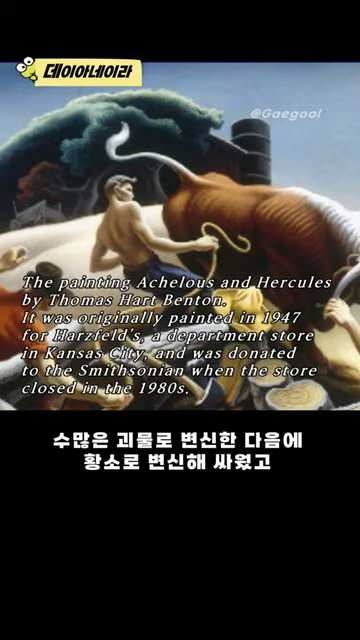 데이아네이라
@Gaegool
The painting Achelous and Hercules
by Thomas Hart Benton.
It was originally painted in 1947
for Harzfeld's, a department store
in Kansas City, and was donated
to the Smithsonian when the store
closed in the 1980s.
수많은 괴물로 변신한 다음에
황소로 변신해 싸웠고